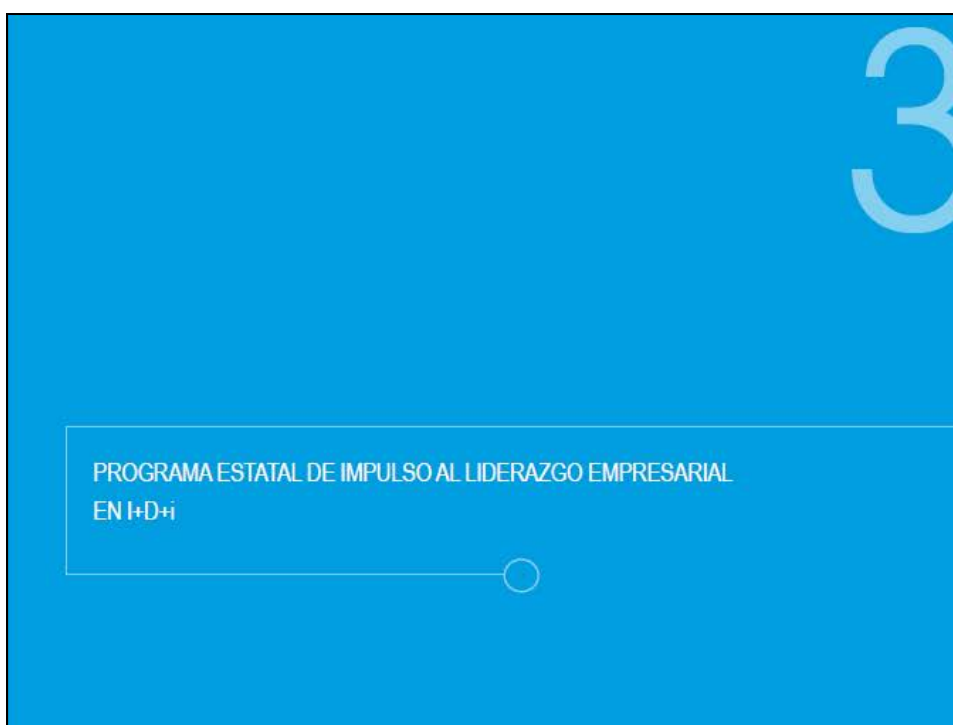 3
PROGRAMA ESTATAL DE IMPULSO AL LIDERAZGO EMPRESARIAL
EN I+D+i